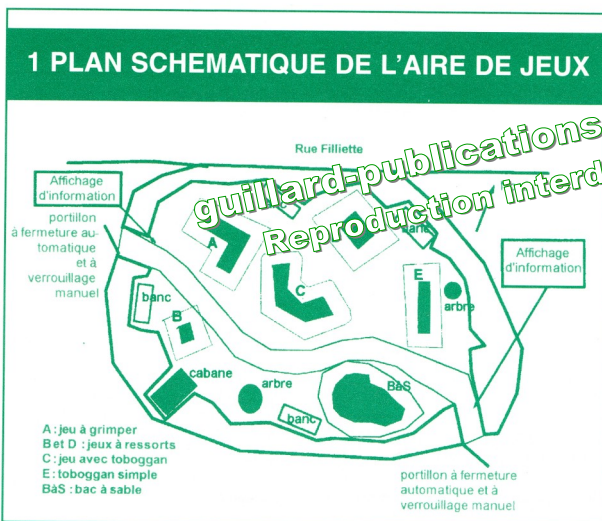 1 PLAN SCHEMATIQUE DE L'AIRE DE JEUX
Rue Filliette
guillard-publications
Reproduction interd
Affichage
d'information
portillon
à fermeture au-
tomatique
et à
verrouillage
manuel
A
banc
Affichage
d'information
E
C
banc
arbre
B
cabane
arbre
BàS
banc
A : jeu à grimper
B et D : jeux à ressorts
C : jeu avec toboggan
E : toboggan simple
BàS : bac à sable
portillon à fermeture
automatique et à
verrouillage manuel